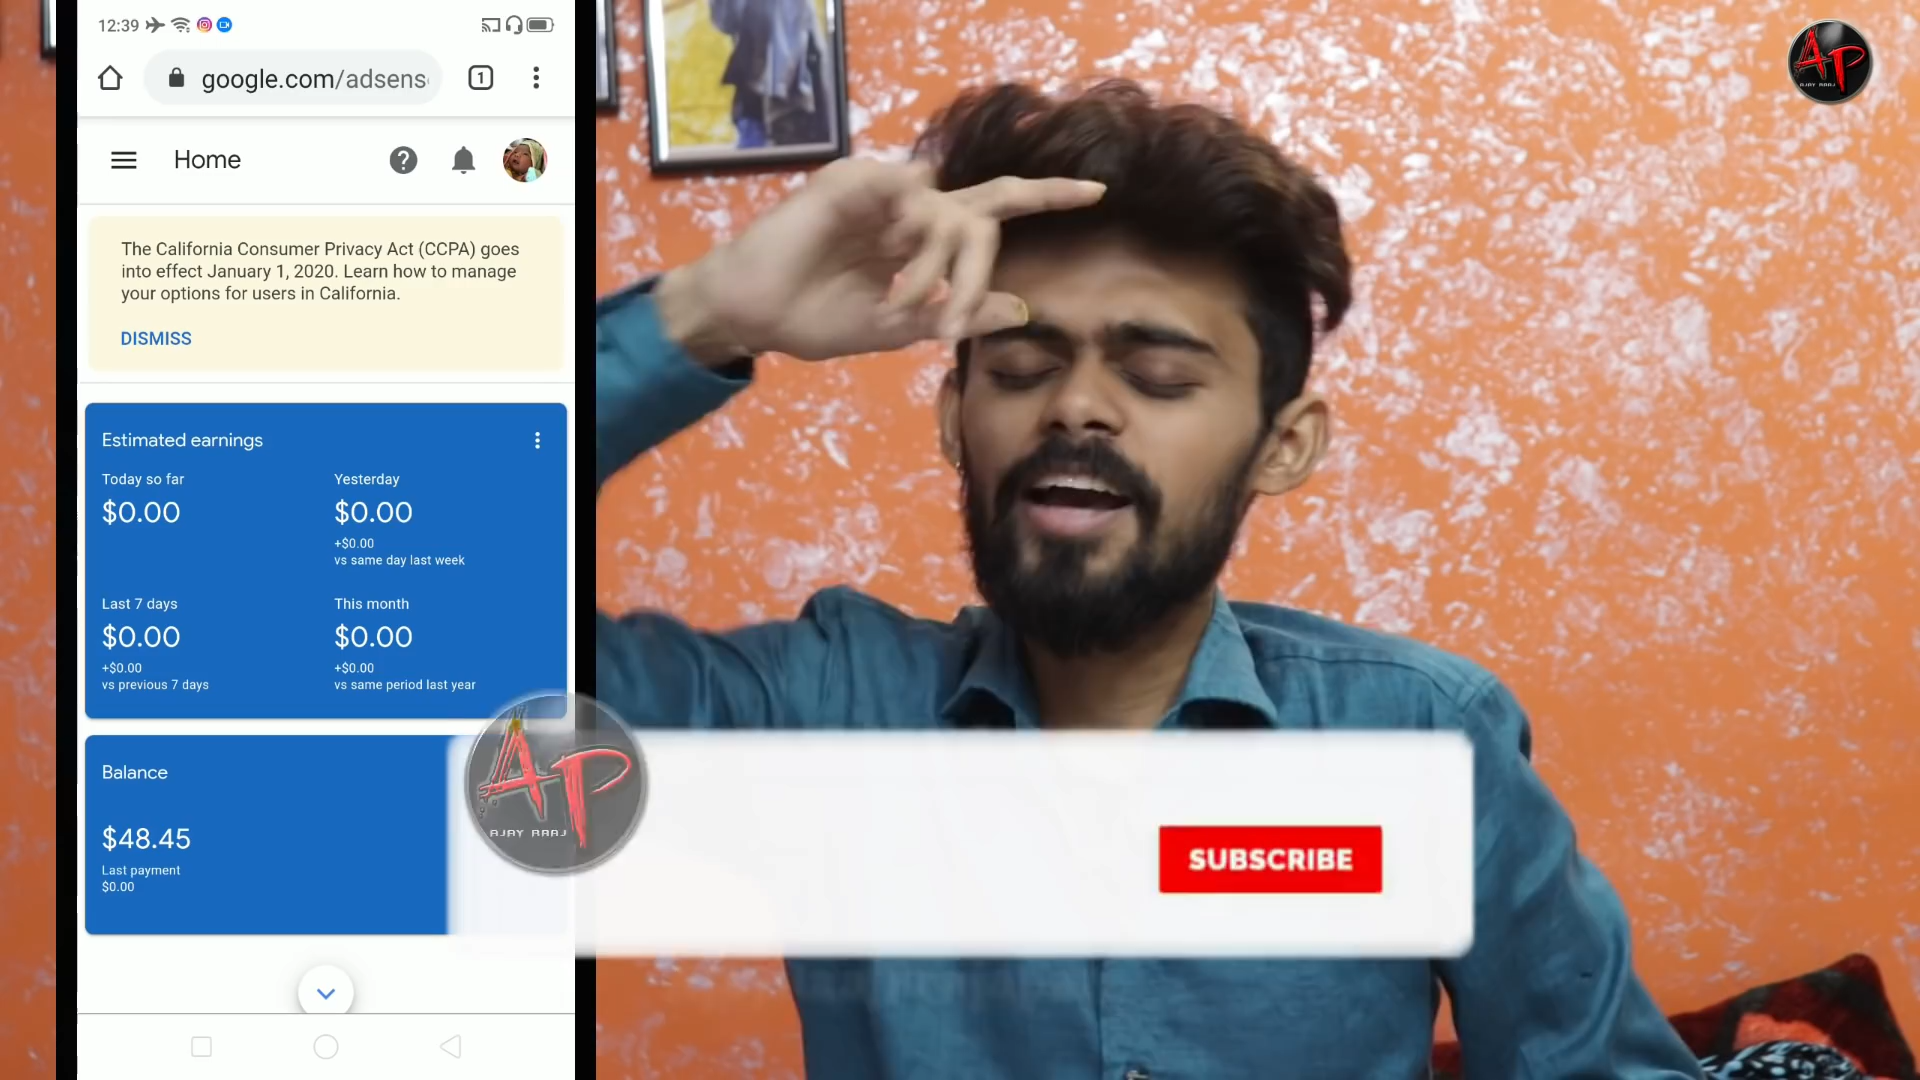 12:39
google.com/adsens
1
Home
The California Consumer Privacy Act (CCPA) goes
into effect January 1, 2020. Learn how to manage
your options for users in California.
DISMISS
Estimated earnings
Today so far
$0.00
Yesterday
$0.00
+$0.00
vs same day last week
Last 7 days
$0.00
+$0.00
vs previous 7 days
This month
$0.00
+$0.00
vs same period last year
Balance
$48.45
Last payment
$0.00
AP
AJAY RAAJ
SUBSCRIBE
AP
AJAY RAAJ